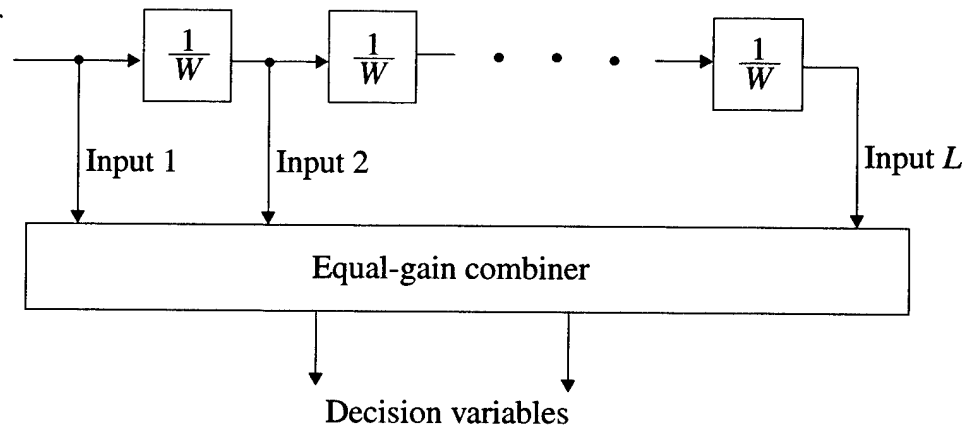 1/W
1/W
1/W
Input 1
Input 2
Input L
Equal-gain combiner
Decision variables